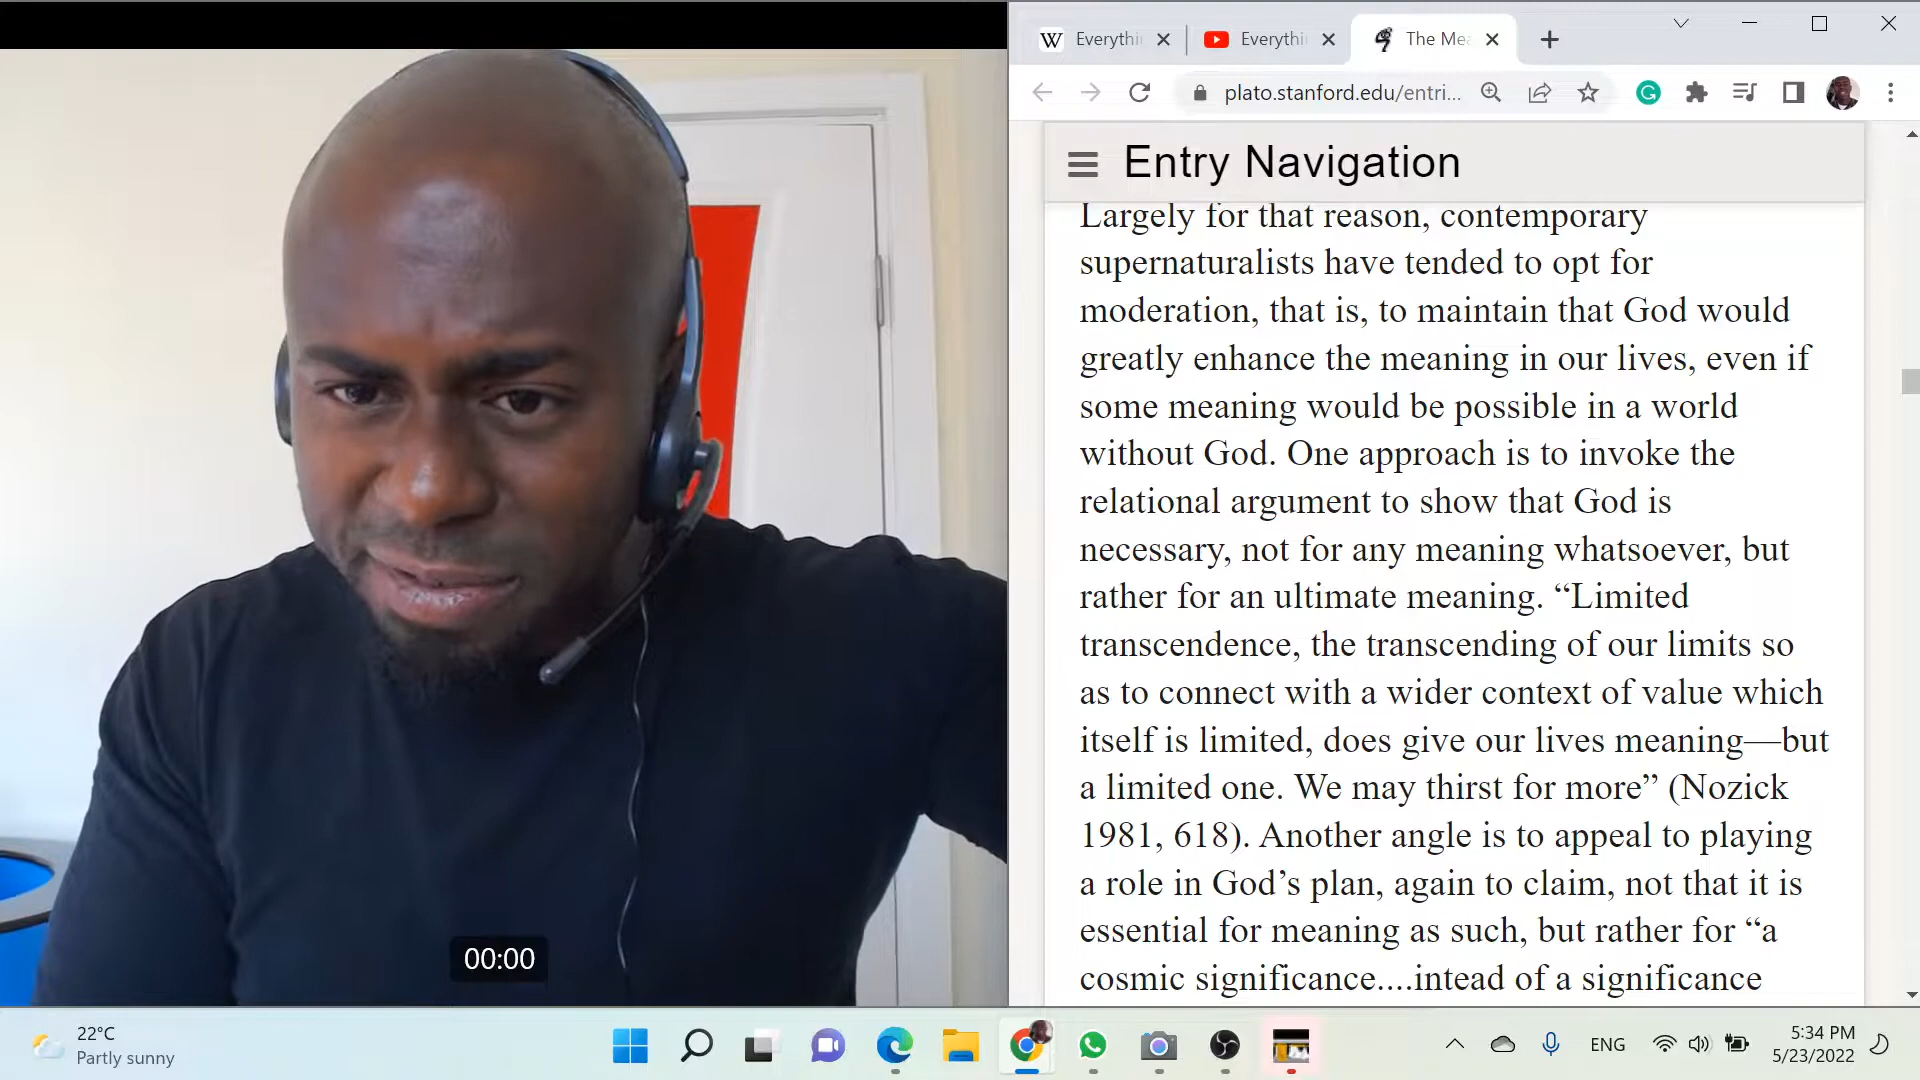 Everythi
Everythi
The Mea
plato.stanford.edu/entri...
Entry Navigation
Largely for that reason, contemporary
supernaturalists have tended to opt for
moderation, that is, to maintain that God would
greatly enhance the meaning in our lives, even if
some meaning would be possible in a world
without God. One approach is to invoke the
relational argument to show that God is
necessary, not for any meaning whatsoever, but
rather for an ultimate meaning. “Limited
transcendence, the transcending of our limits so
as to connect with a wider context of value which
itself is limited, does give our lives meaning—but
a limited one. We may thirst for more” (Nozick
1981, 618). Another angle is to appeal to playing
a role in God’s plan, again to claim, not that it is
essential for meaning as such, but rather for “a
cosmic significance....intead of a significance
00:00
22°C
Partly sunny
ENG
5:34 PM
5/23/2022